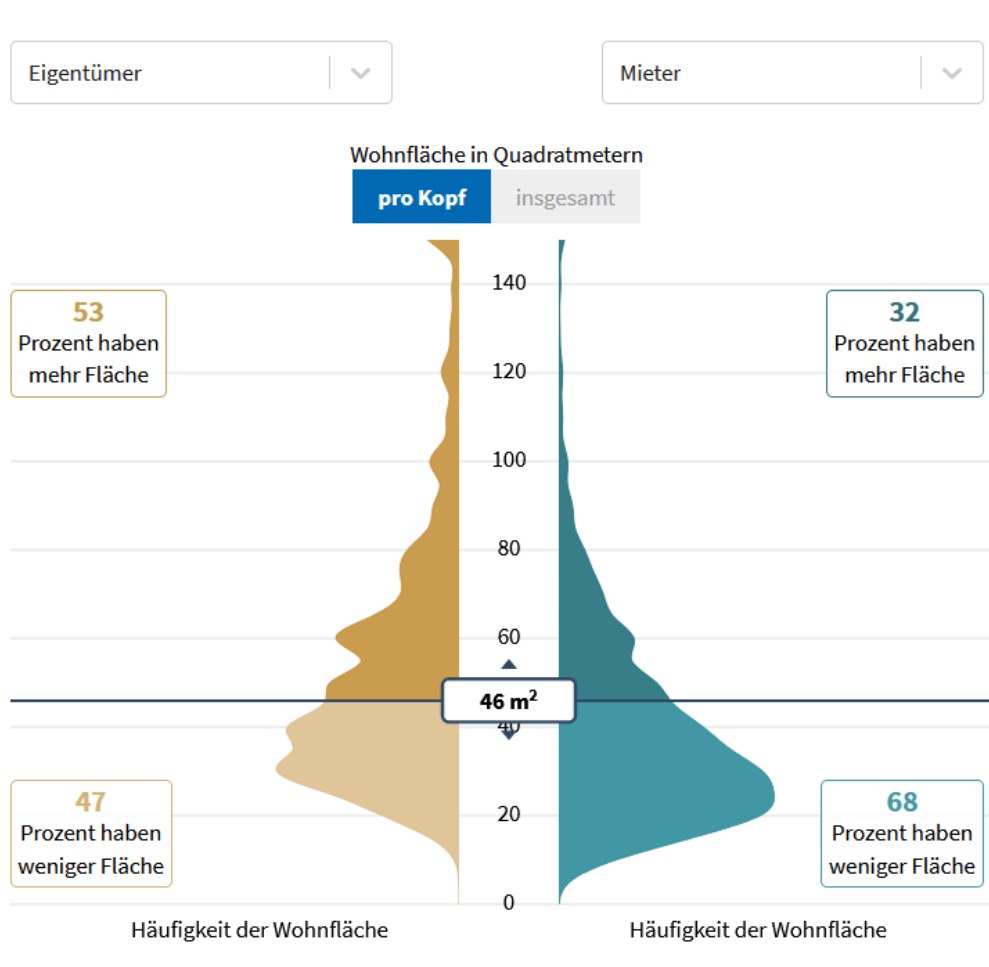 Eigentümer
Mieter
Wohnfläche in Quadratmetern
pro Kopf
insgesamt
140
53
Prozent haben
mehr Fläche
32
Prozent haben
mehr Fläche
120
100
80
60
46 m²
40
47
Prozent haben
weniger Fläche
20
68
Prozent haben
weniger Fläche
0
Häufigkeit der Wohnfläche
Häufigkeit der Wohnfläche